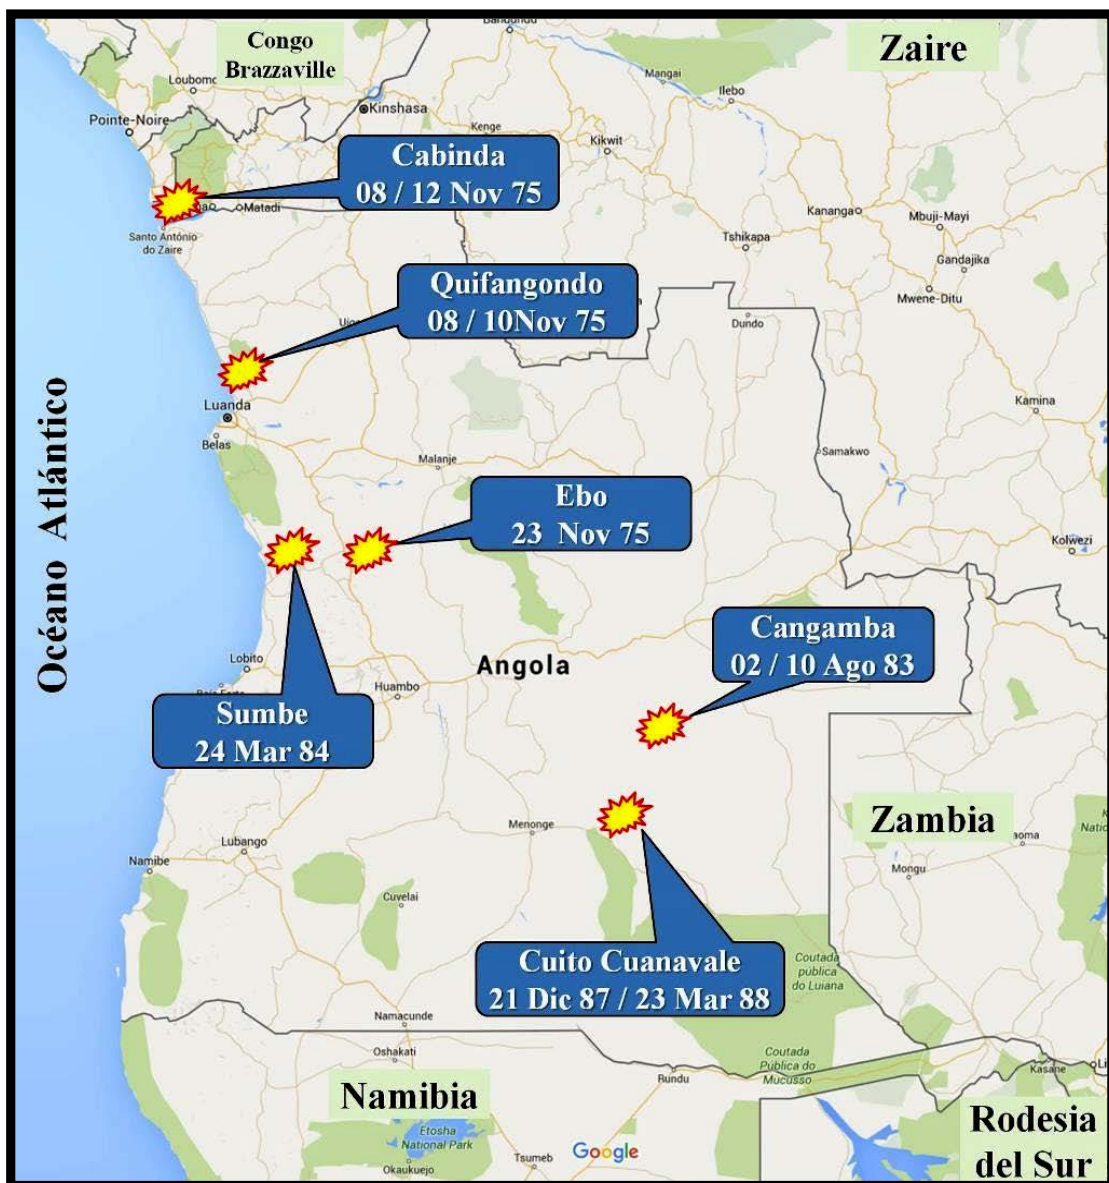 Bandundu
Congo
Brazzaville
Zaire
Loubomo
Mangai
Ilebo
Kinshasa
Pointe-Noire
Kenge
Kikwit
Cabinda
08 / 12 Nov 75
Matadi
Kananga
Mbuji-Mayi
Santo António
do Zaire
Tshikapa
Gandajika
Quifangondo
08 / 10Nov 75
Mwene-Ditu
Dundo
Luanda
Kamina
Belas
Malanje
Samakwo
Océano Atlántico
Ebo
23 Nov 75
Kolwezi
Cangamba
02 / 10 Ago 83
Lobito
Angola
Huambo
Sumbe
24 Mar 84
Zambia
Menongue
Lubango
Namibe
Mongu
Cuvelai
Cuito Cuanavale
21 Dic 87 / 23 Mar 88
Coutada
pública
do Luiana
Namacunde
Oshakati
Coutada
Pública do
Mucusso
Rundu
Kasane
Namibia
Rodesia
del Sur
Etosha
National Park
Google
Tsumeb
Okaukuejo